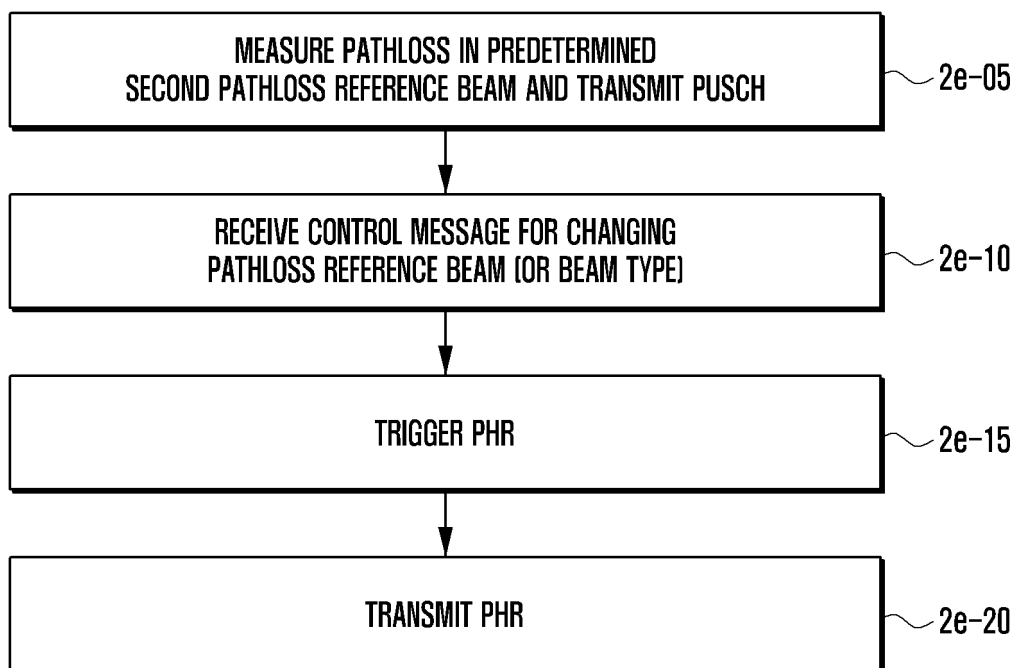 MEASURE PATHLOSS IN PREDETERMINED
SECOND PATHLOSS REFERENCE BEAM AND TRANSMIT PUSCH
2e-05
RECEIVE CONTROL MESSAGE FOR CHANGING
PATHLOSS REFERENCE BEAM (OR BEAM TYPE)
2e-10
TRIGGER PHR
2e-15
TRANSMIT PHR
2e-20